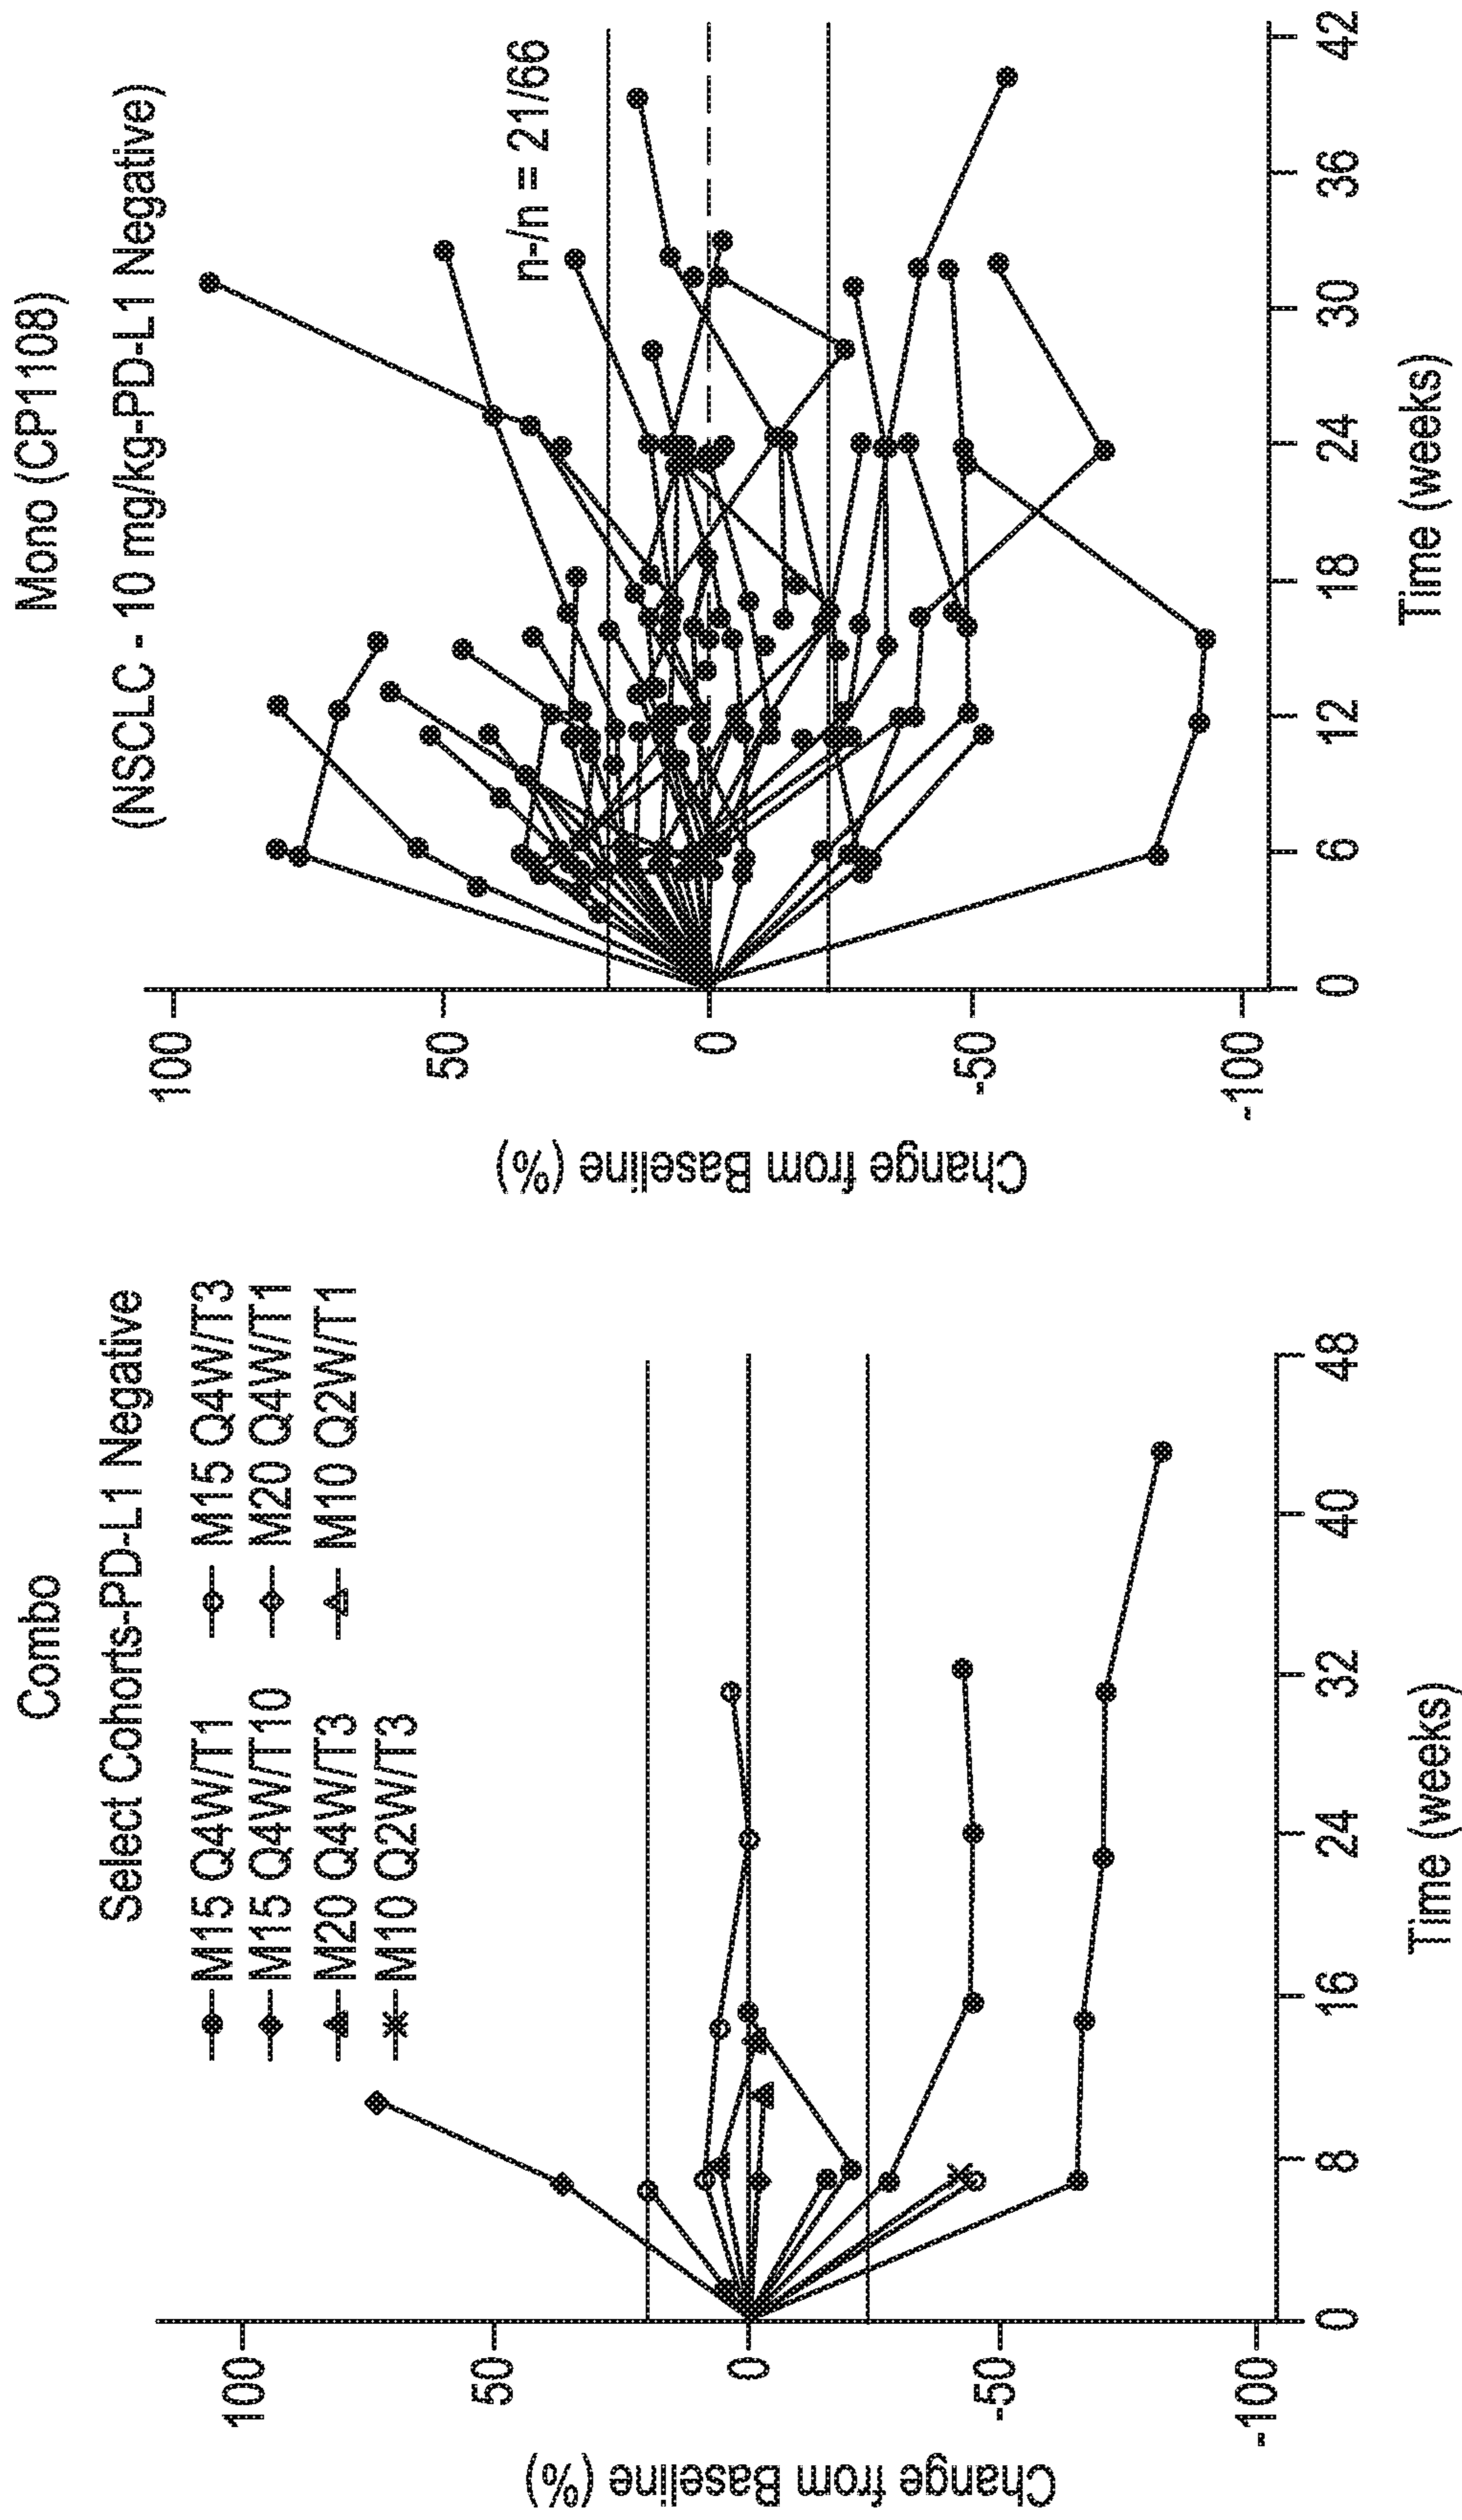 Combo
Select Cohorts-PD-L1 Negative
M15 Q4W/T1
M15 Q4W/T3
M15 Q4W/T10
M20 Q4W/T1
M20 Q4W/T3
M10 Q2W/T1
M10 Q2W/T3
Change from Baseline (%)
100
50
0
-50
-100
0
8
16
24
32
40
48
Time (weeks)
Mono (CP1108)
(NSCLC - 10 mg/kg-PD-L1 Negative)
n-/n = 21/66
Change from Baseline (%)
100
50
0
-50
-100
0
6
12
18
24
30
36
42
Time (weeks)